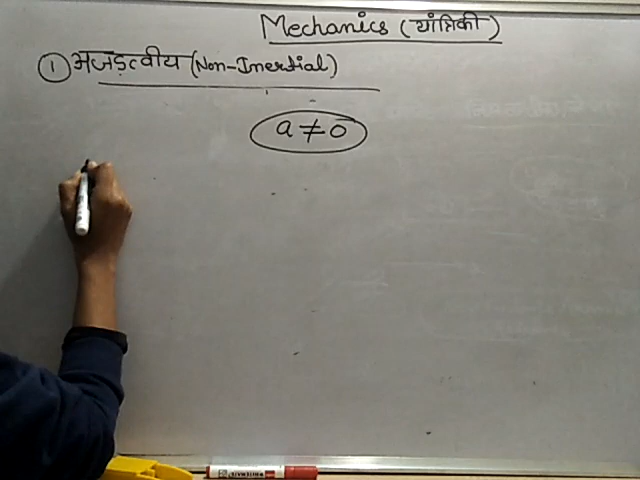 Mechanics (यांत्रिकी)
① अजड़त्वीय (Non-Inertial)
a ≠ 0